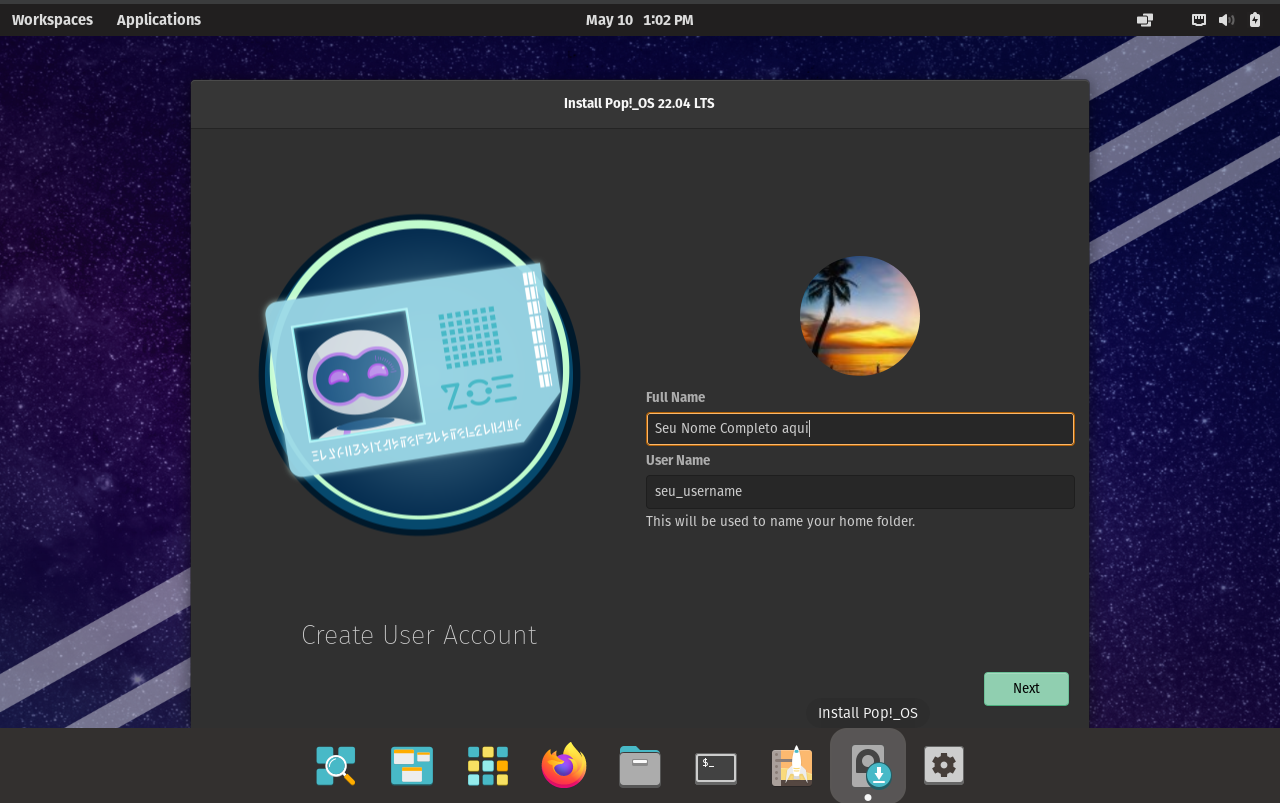 Workspaces Applications May 10 1:02 PM
Install Pop!_OS 22.04 LTS
ZOE
Full Name
Seu Nome Completo aqui
User Name
seu_username
This will be used to name your home folder.
Create User Account
Next
Install Pop!_OS
$_